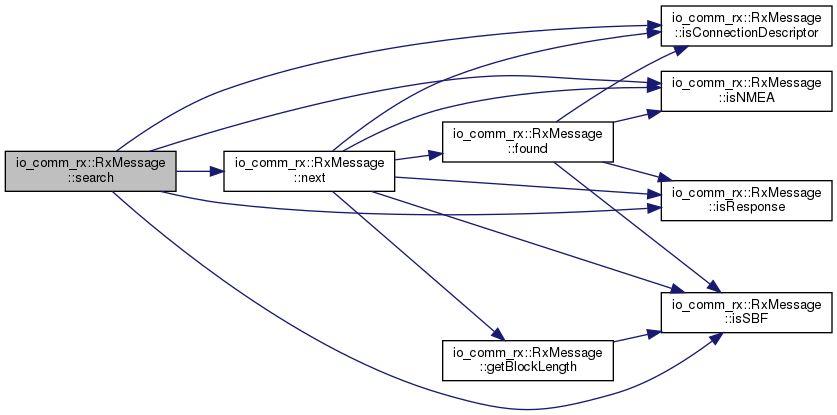 io_comm_rx::RxMessage
::search
io_comm_rx::RxMessage
::next
io_comm_rx::RxMessage
::found
io_comm_rx::RxMessage
::getBlockLength
io_comm_rx::RxMessage
::isConnectionDescriptor
io_comm_rx::RxMessage
::isNMEA
io_comm_rx::RxMessage
::isResponse
io_comm_rx::RxMessage
::isSBF